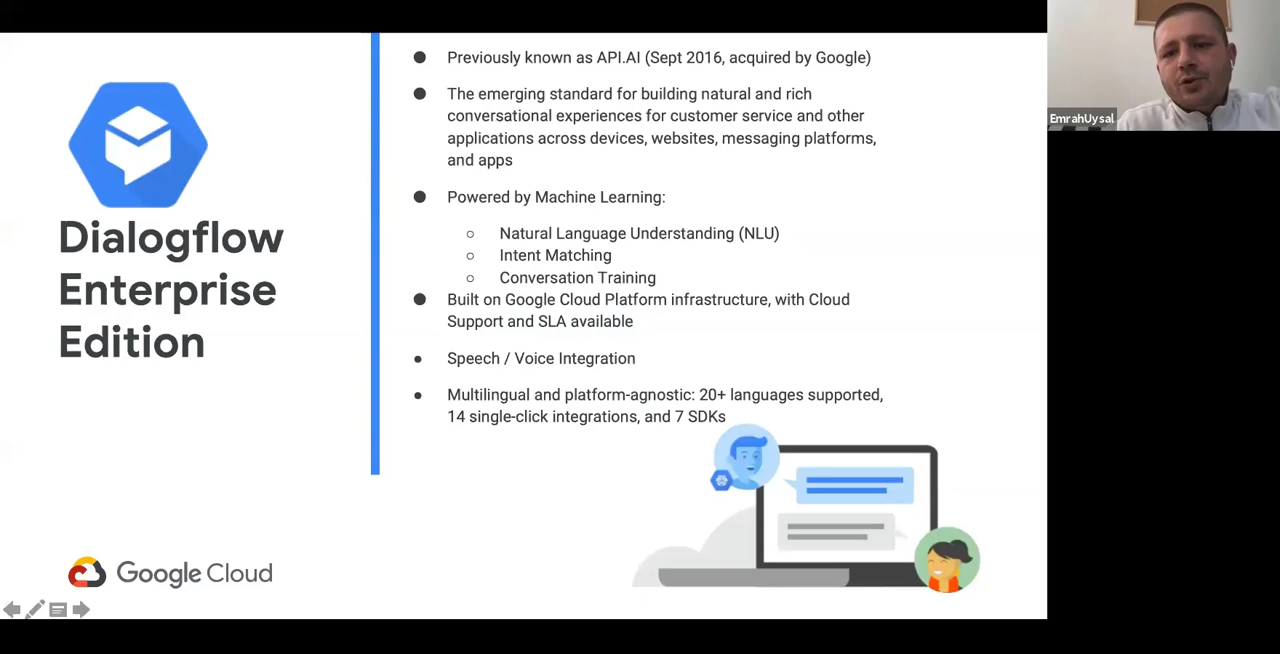 Dialogflow
Enterprise
Edition
Google Cloud
Previously known as API.AI (Sept 2016, acquired by Google)
The emerging standard for building natural and rich
conversational experiences for customer service and other
applications across devices, websites, messaging platforms,
and apps
Powered by Machine Learning:
Natural Language Understanding (NLU)
Intent Matching
Conversation Training
Built on Google Cloud Platform infrastructure, with Cloud
Support and SLA available
Speech / Voice Integration
Multilingual and platform-agnostic: 20+ languages supported,
14 single-click integrations, and 7 SDKs
EmrahUysal